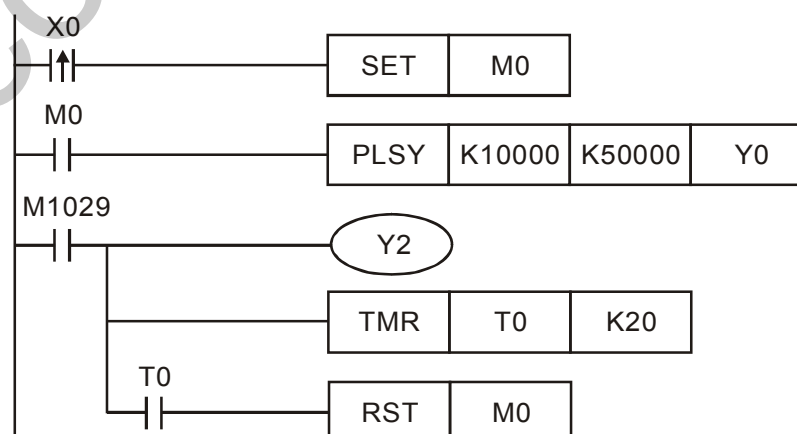 X0
SET M0
M0
PLSY K10000 K50000 Y0
M1029
Y2
TMR T0 K20
T0
RST M0